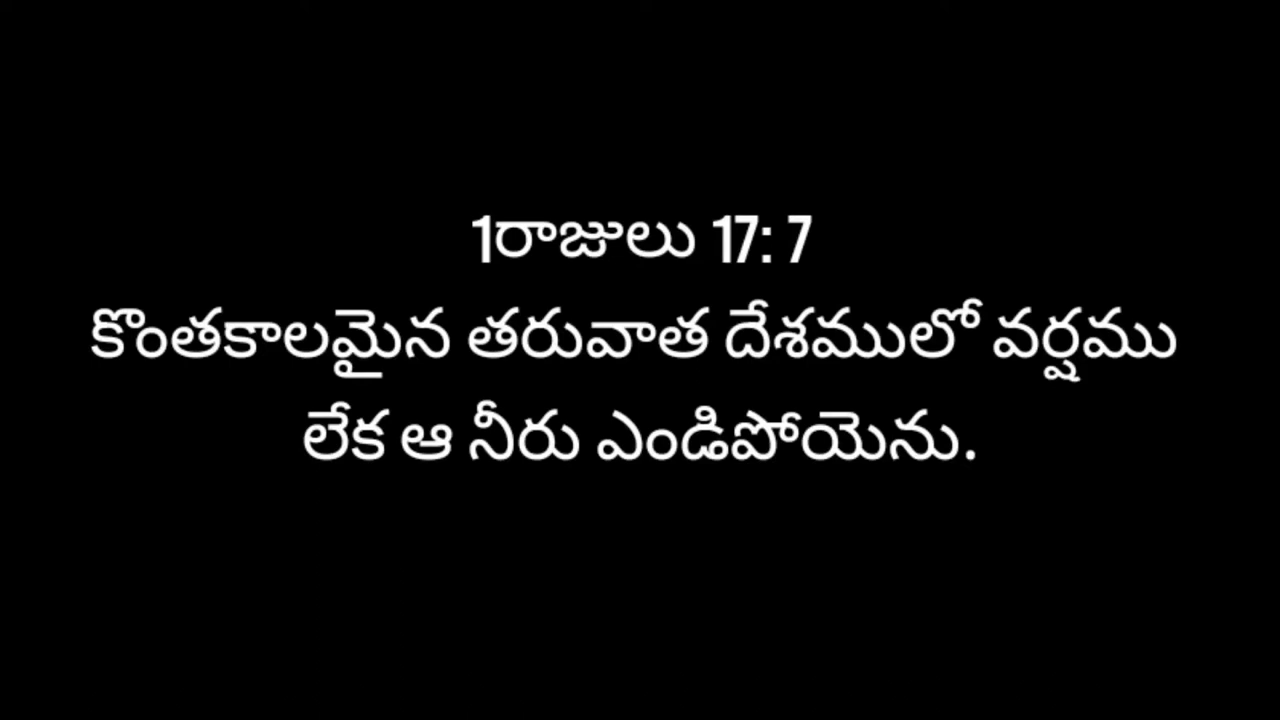 1రాజులు 17: 7
కొంతకాలమైన తరువాత దేశములో వర్షము
లేక ఆ నీరు ఎండిపోయెను.